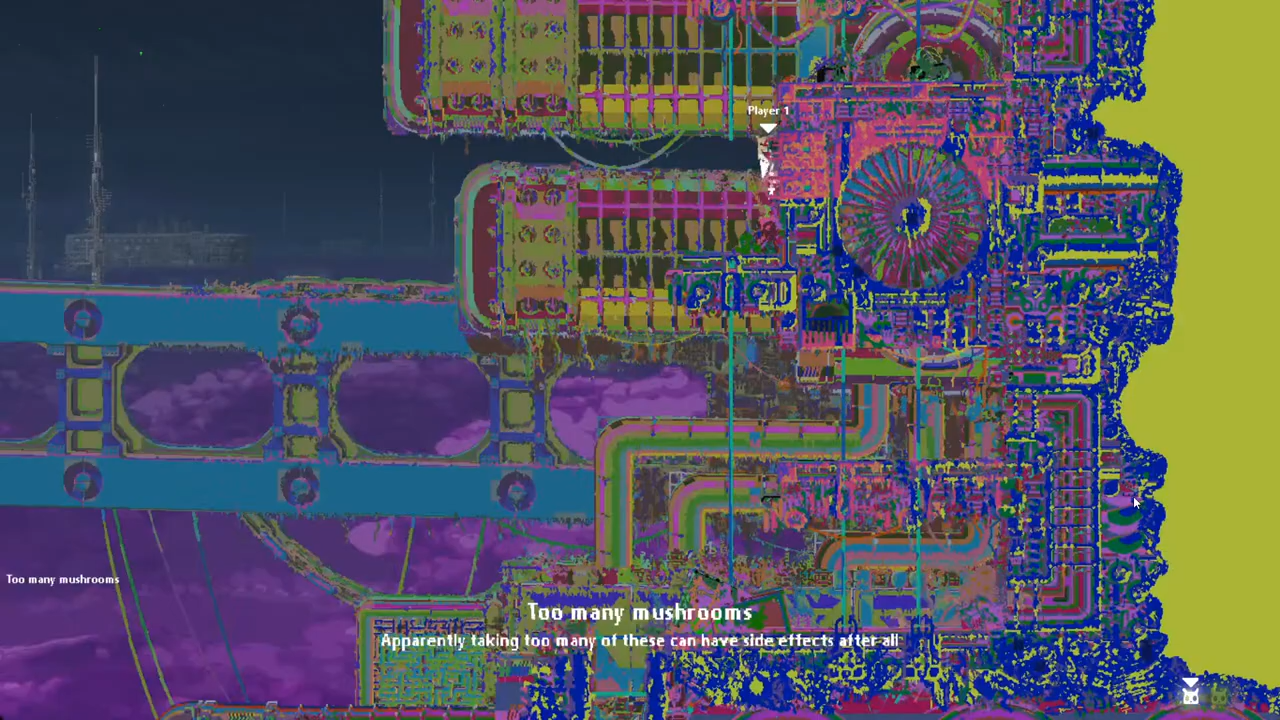 Player 1
Too many mushrooms
Too many mushrooms
Apparently taking too many of these can have side effects after all